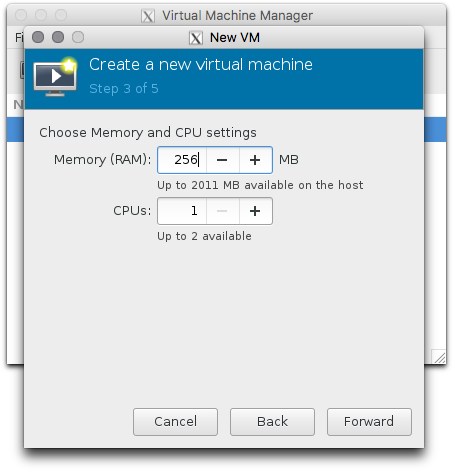 Virtual Machine Manager
Fi
New VM
N
Create a new virtual machine
Step 3 of 5
Choose Memory and CPU settings
Memory (RAM): 256 MB
Up to 2011 MB available on the host
CPUs: 1
Up to 2 available
Cancel Back Forward